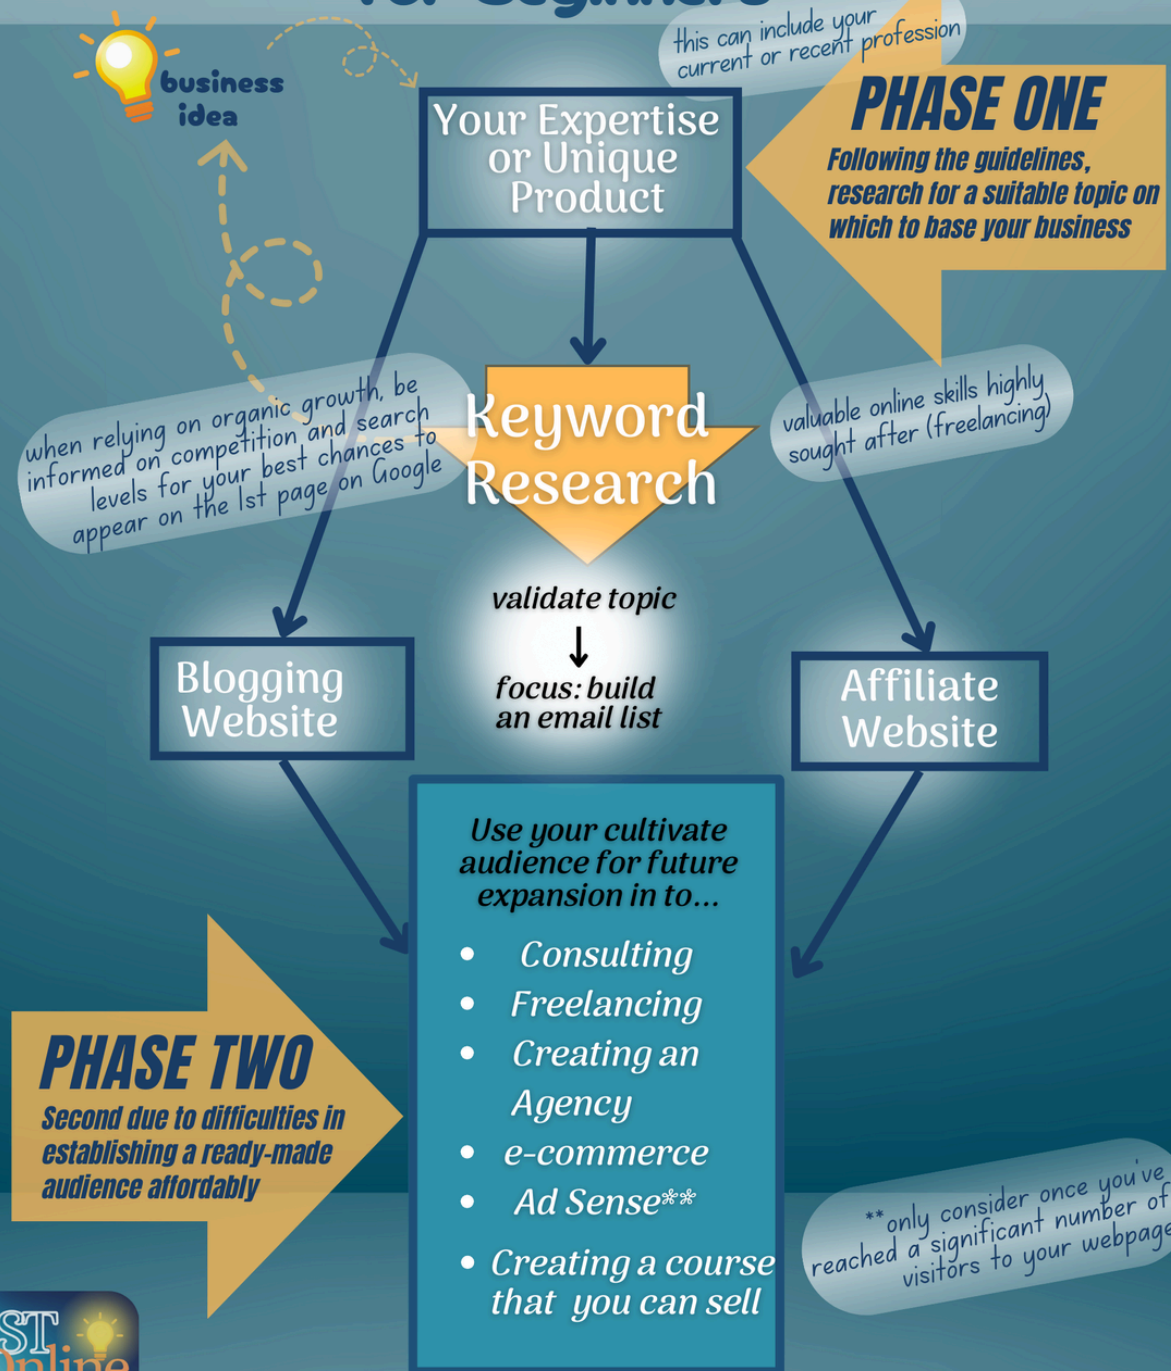 for Beginners
this can include your
current or recent profession
business
idea
Your Expertise
or Unique
Product
PHASE ONE
Following the guidelines,
research for a suitable topic on
which to base your business
when relying on organic growth, be
informed on competition and search
levels for your best chances to
appear on the 1st page on Google
Keyword
Research
valuable online skills highly
sought after (freelancing)
validate topic
focus: build
an email list
Blogging
Website
Affiliate
Website
Use your cultivate
audience for future
expansion in to...
• Consulting
• Freelancing
• Creating an
Agency
• e-commerce
• Ad Sense**
• Creating a course
that you can sell
PHASE TWO
Second due to difficulties in
establishing a ready-made
audience affordably
**only consider once you've
reached a significant number of
visitors to your webpage
ST
Online